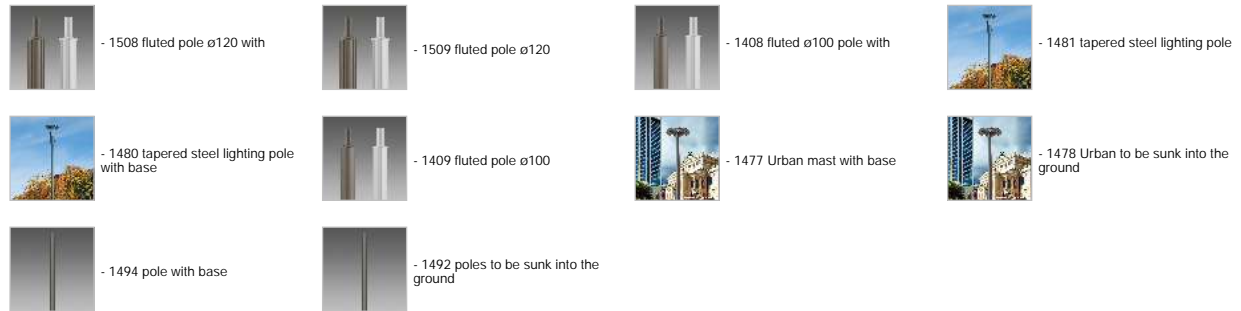 - 1508 fluted pole ø120 with
- 1509 fluted pole ø120
- 1408 fluted ø100 pole with
- 1481 tapered steel lighting pole
- 1480 tapered steel lighting pole
with base
- 1409 fluted pole ø100
- 1477 Urban mast with base
- 1478 Urban to be sunk into the
ground
- 1494 pole with base
- 1492 poles to be sunk into the
ground